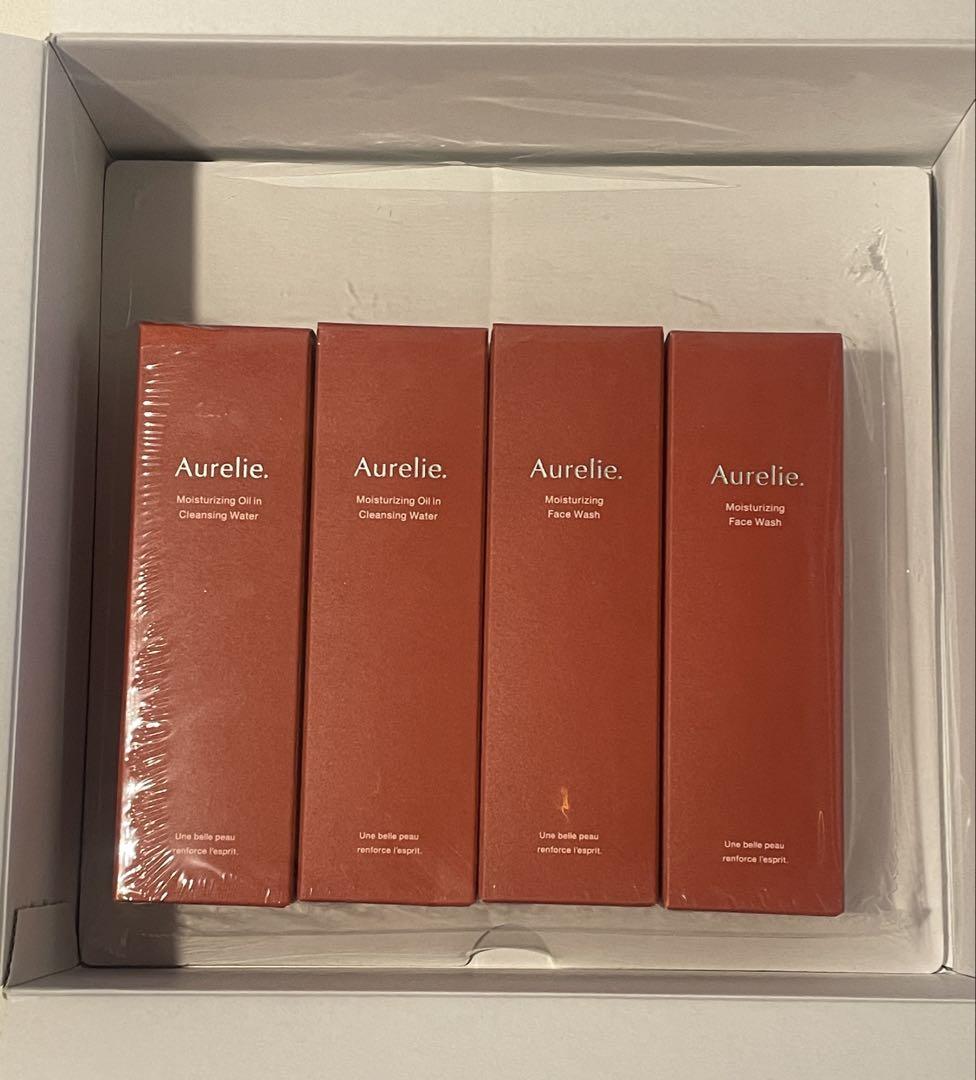 Aurelie.
Moisturizing Oil in
Cleansing Water
Une belle peau
renforce l'esprit.
Aurelie.
Moisturizing Oil in
Cleansing Water
Une belle peau
renforce l'esprit.
Aurelie.
Moisturizing
Face Wash
Une belle peau
renforce l'esprit.
Aurelie.
Moisturizing
Face Wash
Une belle peau
renforce l'esprit.